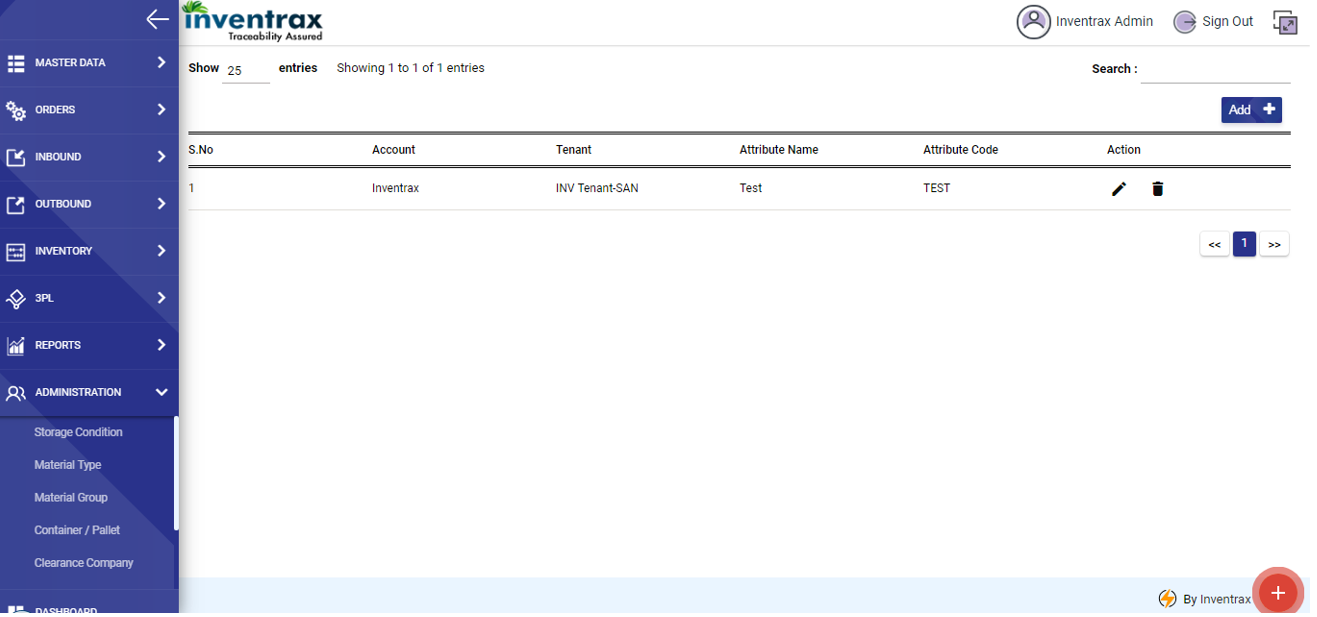 inventrax
Traceability Assured
Inventrax Admin
Sign Out
MASTER DATA
ORDERS
INBOUND
OUTBOUND
INVENTORY
3PL
REPORTS
ADMINISTRATION
Storage Condition
Material Type
Material Group
Container / Pallet
Clearance Company
DASHBOARD
Show 25 entries Showing 1 to 1 of 1 entries
Search :
Add +
S.No Account Tenant Attribute Name Attribute Code Action
1 Inventrax INV Tenant-SAN Test TEST
<< 1 >>
By Inventrax
+